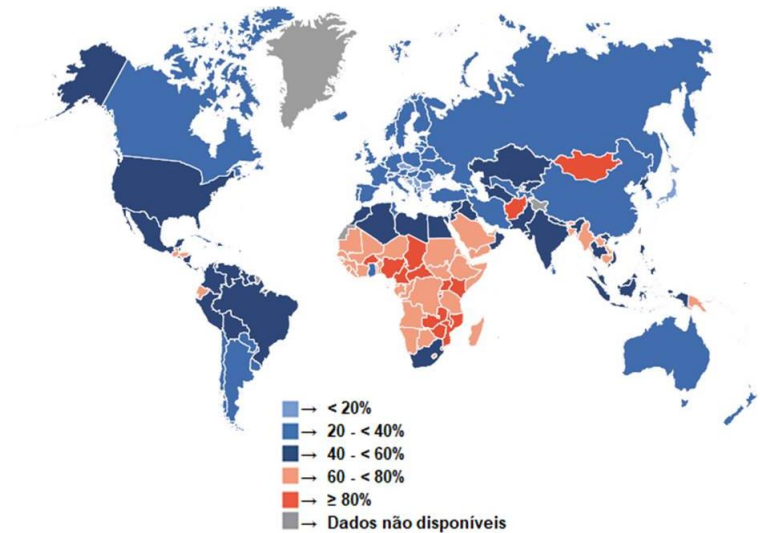 → < 20%
→ 20 - < 40%
→ 40 - < 60%
→ 60 - < 80%
→ ≥ 80%
→ Dados não disponíveis